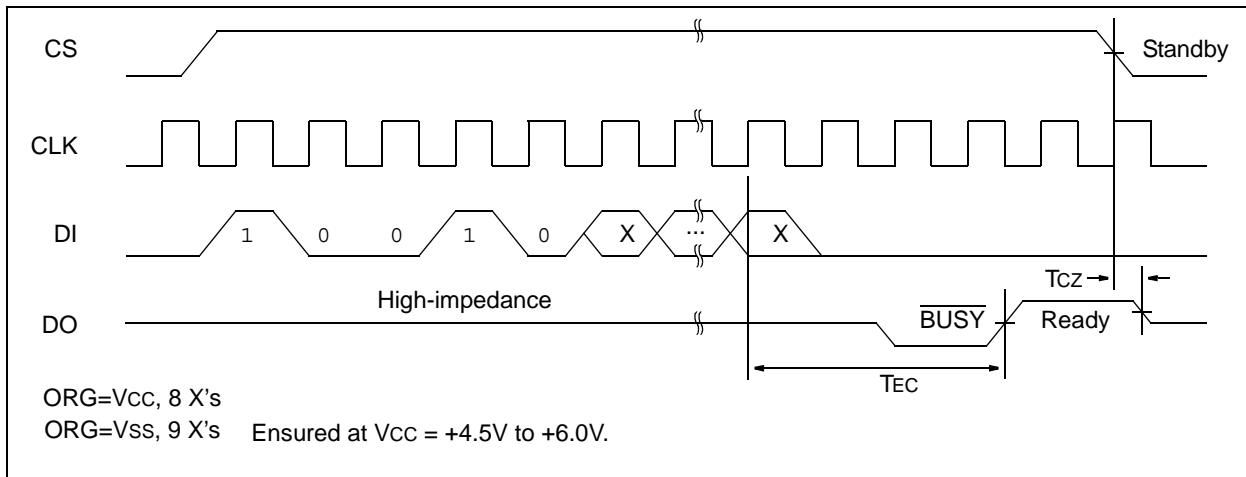 CS
Standby
CLK
DI
1 0 0 1 0 X ... X
TCZ
High-impedance
DO
BUSY
Ready
TEC
ORG=VCC, 8 X's
ORG=VSS, 9 X's Ensured at VCC = +4.5V to +6.0V.